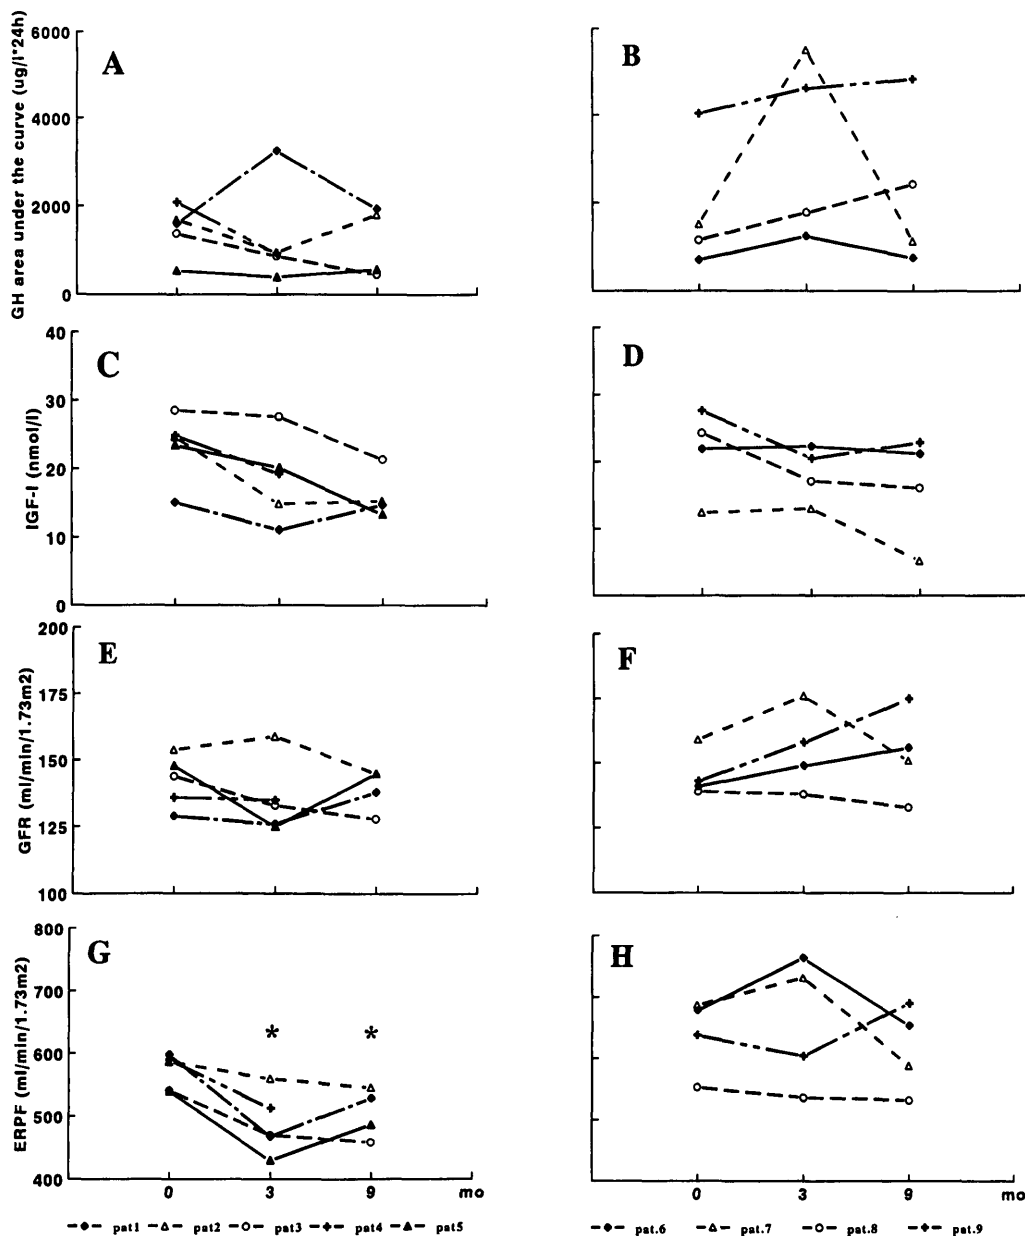 GH area under the curve (ug/l*24h)
6000
4000
2000
0
A
B
IGF-I (nmol/l)
40
30
20
10
0
C
D
GFR (ml/min/1.73m2)
200
175
150
125
100
E
F
ERPF (ml/min/1.73m2)
800
700
600
500
400
G
* *
H
0 3 9 mo
0 3 9 mo
pat1 pat2 pat3 pat4 pat5
pat.6 pat.7 pat.8 pat.9